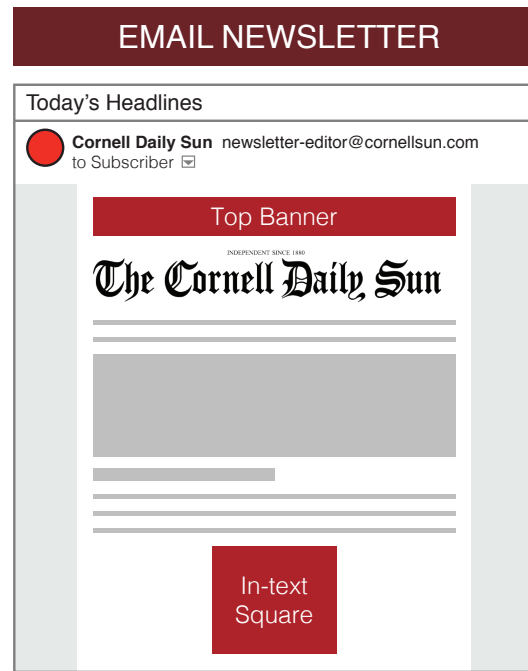 EMAIL NEWSLETTER
Today's Headlines
Cornell Daily Sun newsletter-editor@cornellsun.com
to Subscriber
Top Banner
INDEPENDENT SINCE 1880
The Cornell Daily Sun
In-text
Square